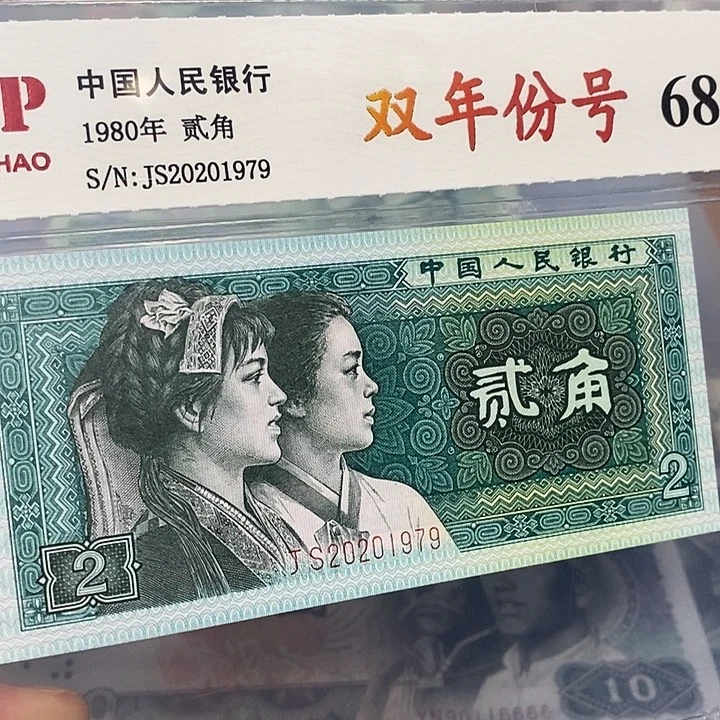 P
HAO
中国人民银行
1980年 贰角
S/N:JS20201979
双年份号
68
中国人民银行
贰角
2
JS20201979
2
10